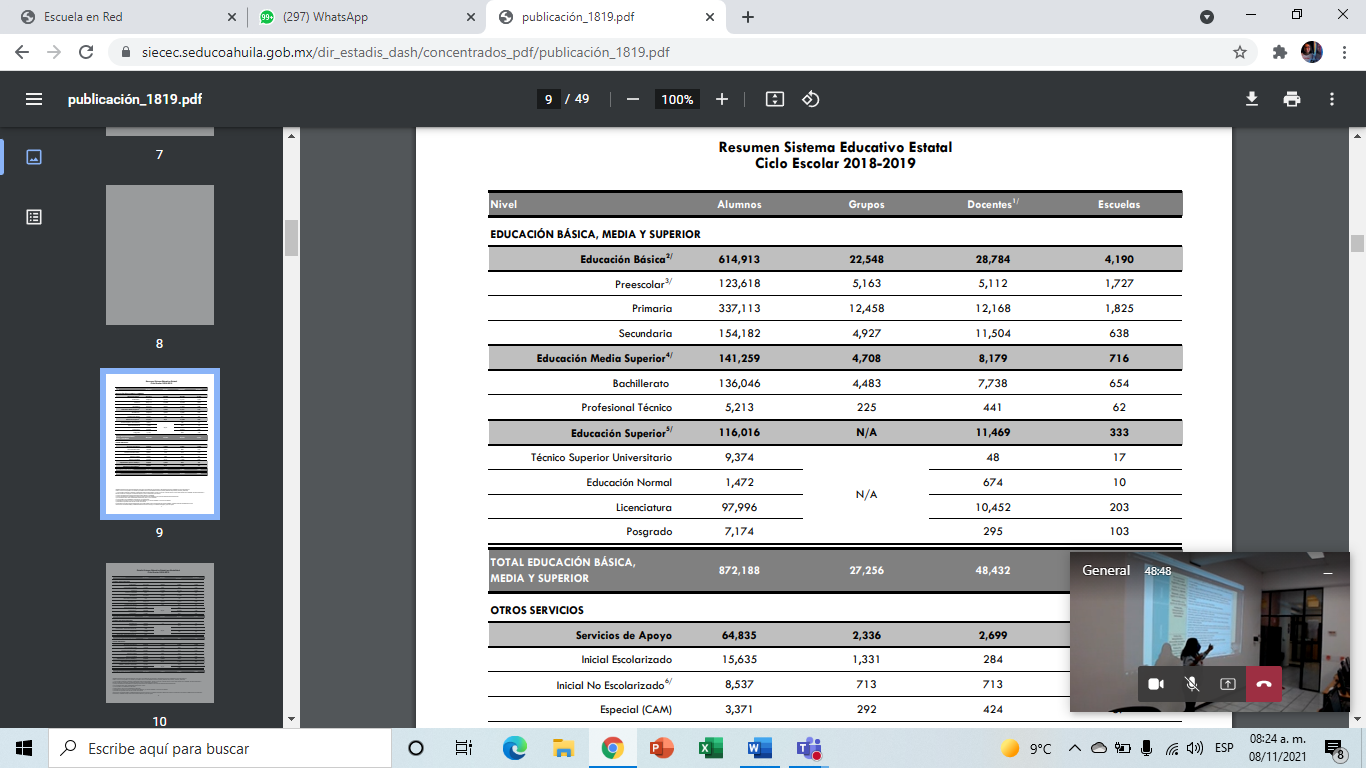 Escuela en Red
(297) WhatsApp
publicación_1819.pdf
siecec.seducoahuila.gob.mx/dir_estadis_dash/concentrados_pdf/publicación_1819.pdf
publicación_1819.pdf
9 / 49
100%
7
8
9
10
Resumen Sistema Educativo Estatal
Ciclo Escolar 2018-2019
Nivel Alumnos Grupos Docentes1/ Escuelas
EDUCACIÓN BÁSICA, MEDIA Y SUPERIOR
Educación Básica2/ 614,913 22,548 28,784 4,190
Preescolar3/ 123,618 5,163 5,112 1,727
Primaria 337,113 12,458 12,168 1,825
Secundaria 154,182 4,927 11,504 638
Educación Media Superior4/ 141,259 4,708 8,179 716
Bachillerato 136,046 4,483 7,738 654
Profesional Técnico 5,213 225 441 62
Educación Superior5/ 116,016 N/A 11,469 333
Técnico Superior Universitario 9,374 48 17
Educación Normal 1,472 674 10
N/A
Licenciatura 97,996 10,452 203
Posgrado 7,174 295 103
TOTAL EDUCACIÓN BÁSICA,
MEDIA Y SUPERIOR 872,188 27,256 48,432
OTROS SERVICIOS
Servicios de Apoyo 64,835 2,336 2,699
Inicial Escolarizado 15,635 1,331 284
Inicial No Escolarizado6/ 8,537 713 713
Especial (CAM) 3,371 292 424
General 48:48
Escribe aquí para buscar
9°C
ESP
08:24 a. m.
08/11/2021
8